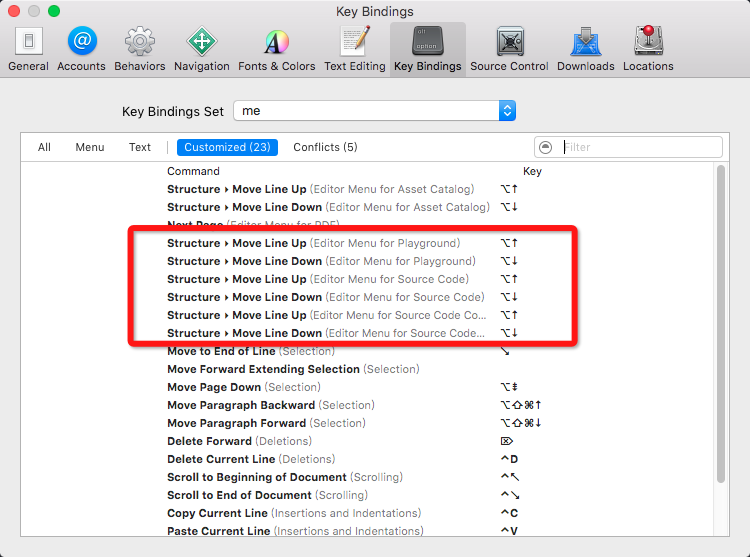 Key Bindings
General Accounts Behaviors Navigation Fonts & Colors Text Editing Key Bindings Source Control Downloads Locations
Key Bindings Set me
All Menu Text Customized (23) Conflicts (5) Filter
Command Key
Structure ▸ Move Line Up (Editor Menu for Asset Catalog) ⌥↑
Structure ▸ Move Line Down (Editor Menu for Asset Catalog) ⌥↓
Next Page (Editor Menu for PDF)
Structure ▸ Move Line Up (Editor Menu for Playground) ⌥↑
Structure ▸ Move Line Down (Editor Menu for Playground) ⌥↓
Structure ▸ Move Line Up (Editor Menu for Source Code) ⌥↑
Structure ▸ Move Line Down (Editor Menu for Source Code) ⌥↓
Structure ▸ Move Line Up (Editor Menu for Source Code Co... ⌥↑
Structure ▸ Move Line Down (Editor Menu for Source Code... ⌥↓
Move to End of Line (Selection) ↘
Move Forward Extending Selection (Selection)
Move Page Down (Selection) ⌥⇟
Move Paragraph Backward (Selection) ⌥⇧⌘↑
Move Paragraph Forward (Selection) ⌥⇧⌘↓
Delete Forward (Deletions) ⌦
Delete Current Line (Deletions) ^D
Scroll to Beginning of Document (Scrolling) ^↖
Scroll to End of Document (Scrolling) ^↘
Copy Current Line (Insertions and Indentations) ^C
Paste Current Line (Insertions and Indentations) ^V